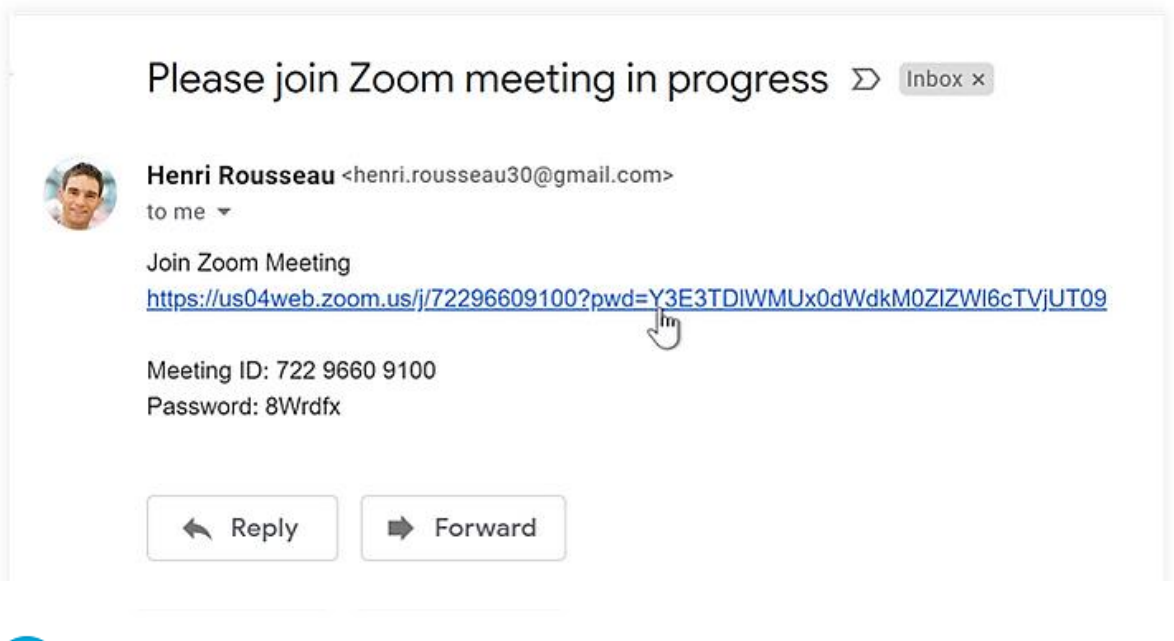 Please join Zoom meeting in progress Inbox ×
Henri Rousseau <henri.rousseau30@gmail.com>
to me
Join Zoom Meeting
https://us04web.zoom.us/j/72296609100?pwd=Y3E3TDlWMUx0dWdkM0ZlZWl6cTVjUT09
Meeting ID: 722 9660 9100
Password: 8Wrdfx
Reply Forward